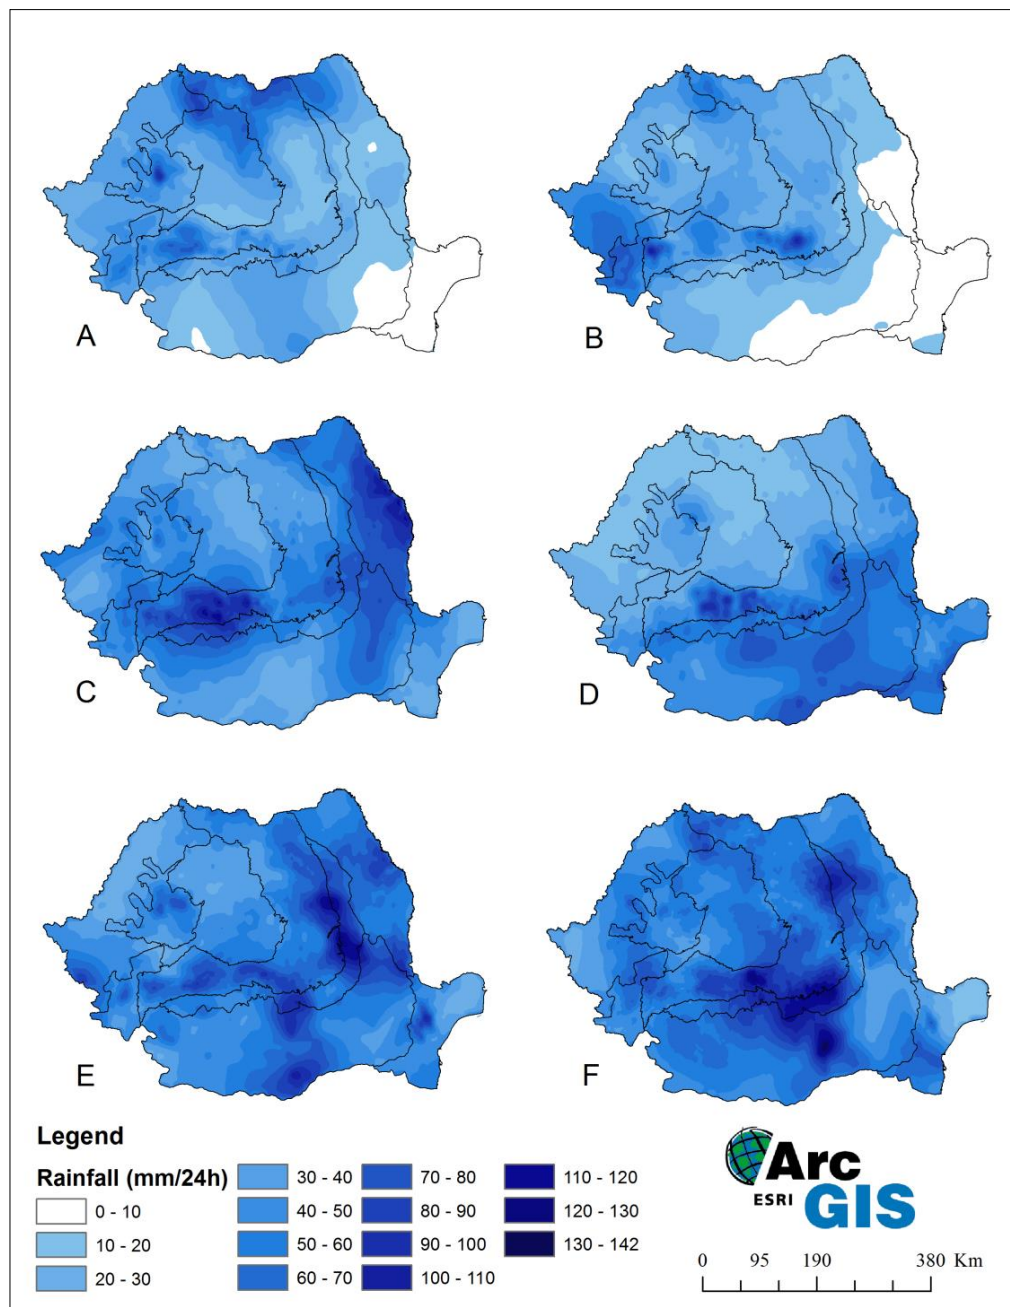 A
B
C
D
E
F
Legend
Rainfall (mm/24h)
0 - 10
10 - 20
20 - 30
30 - 40
40 - 50
50 - 60
60 - 70
70 - 80
80 - 90
90 - 100
100 - 110
110 - 120
120 - 130
130 - 142
Arc
ESRI
GIS
0 95 190 380 Km